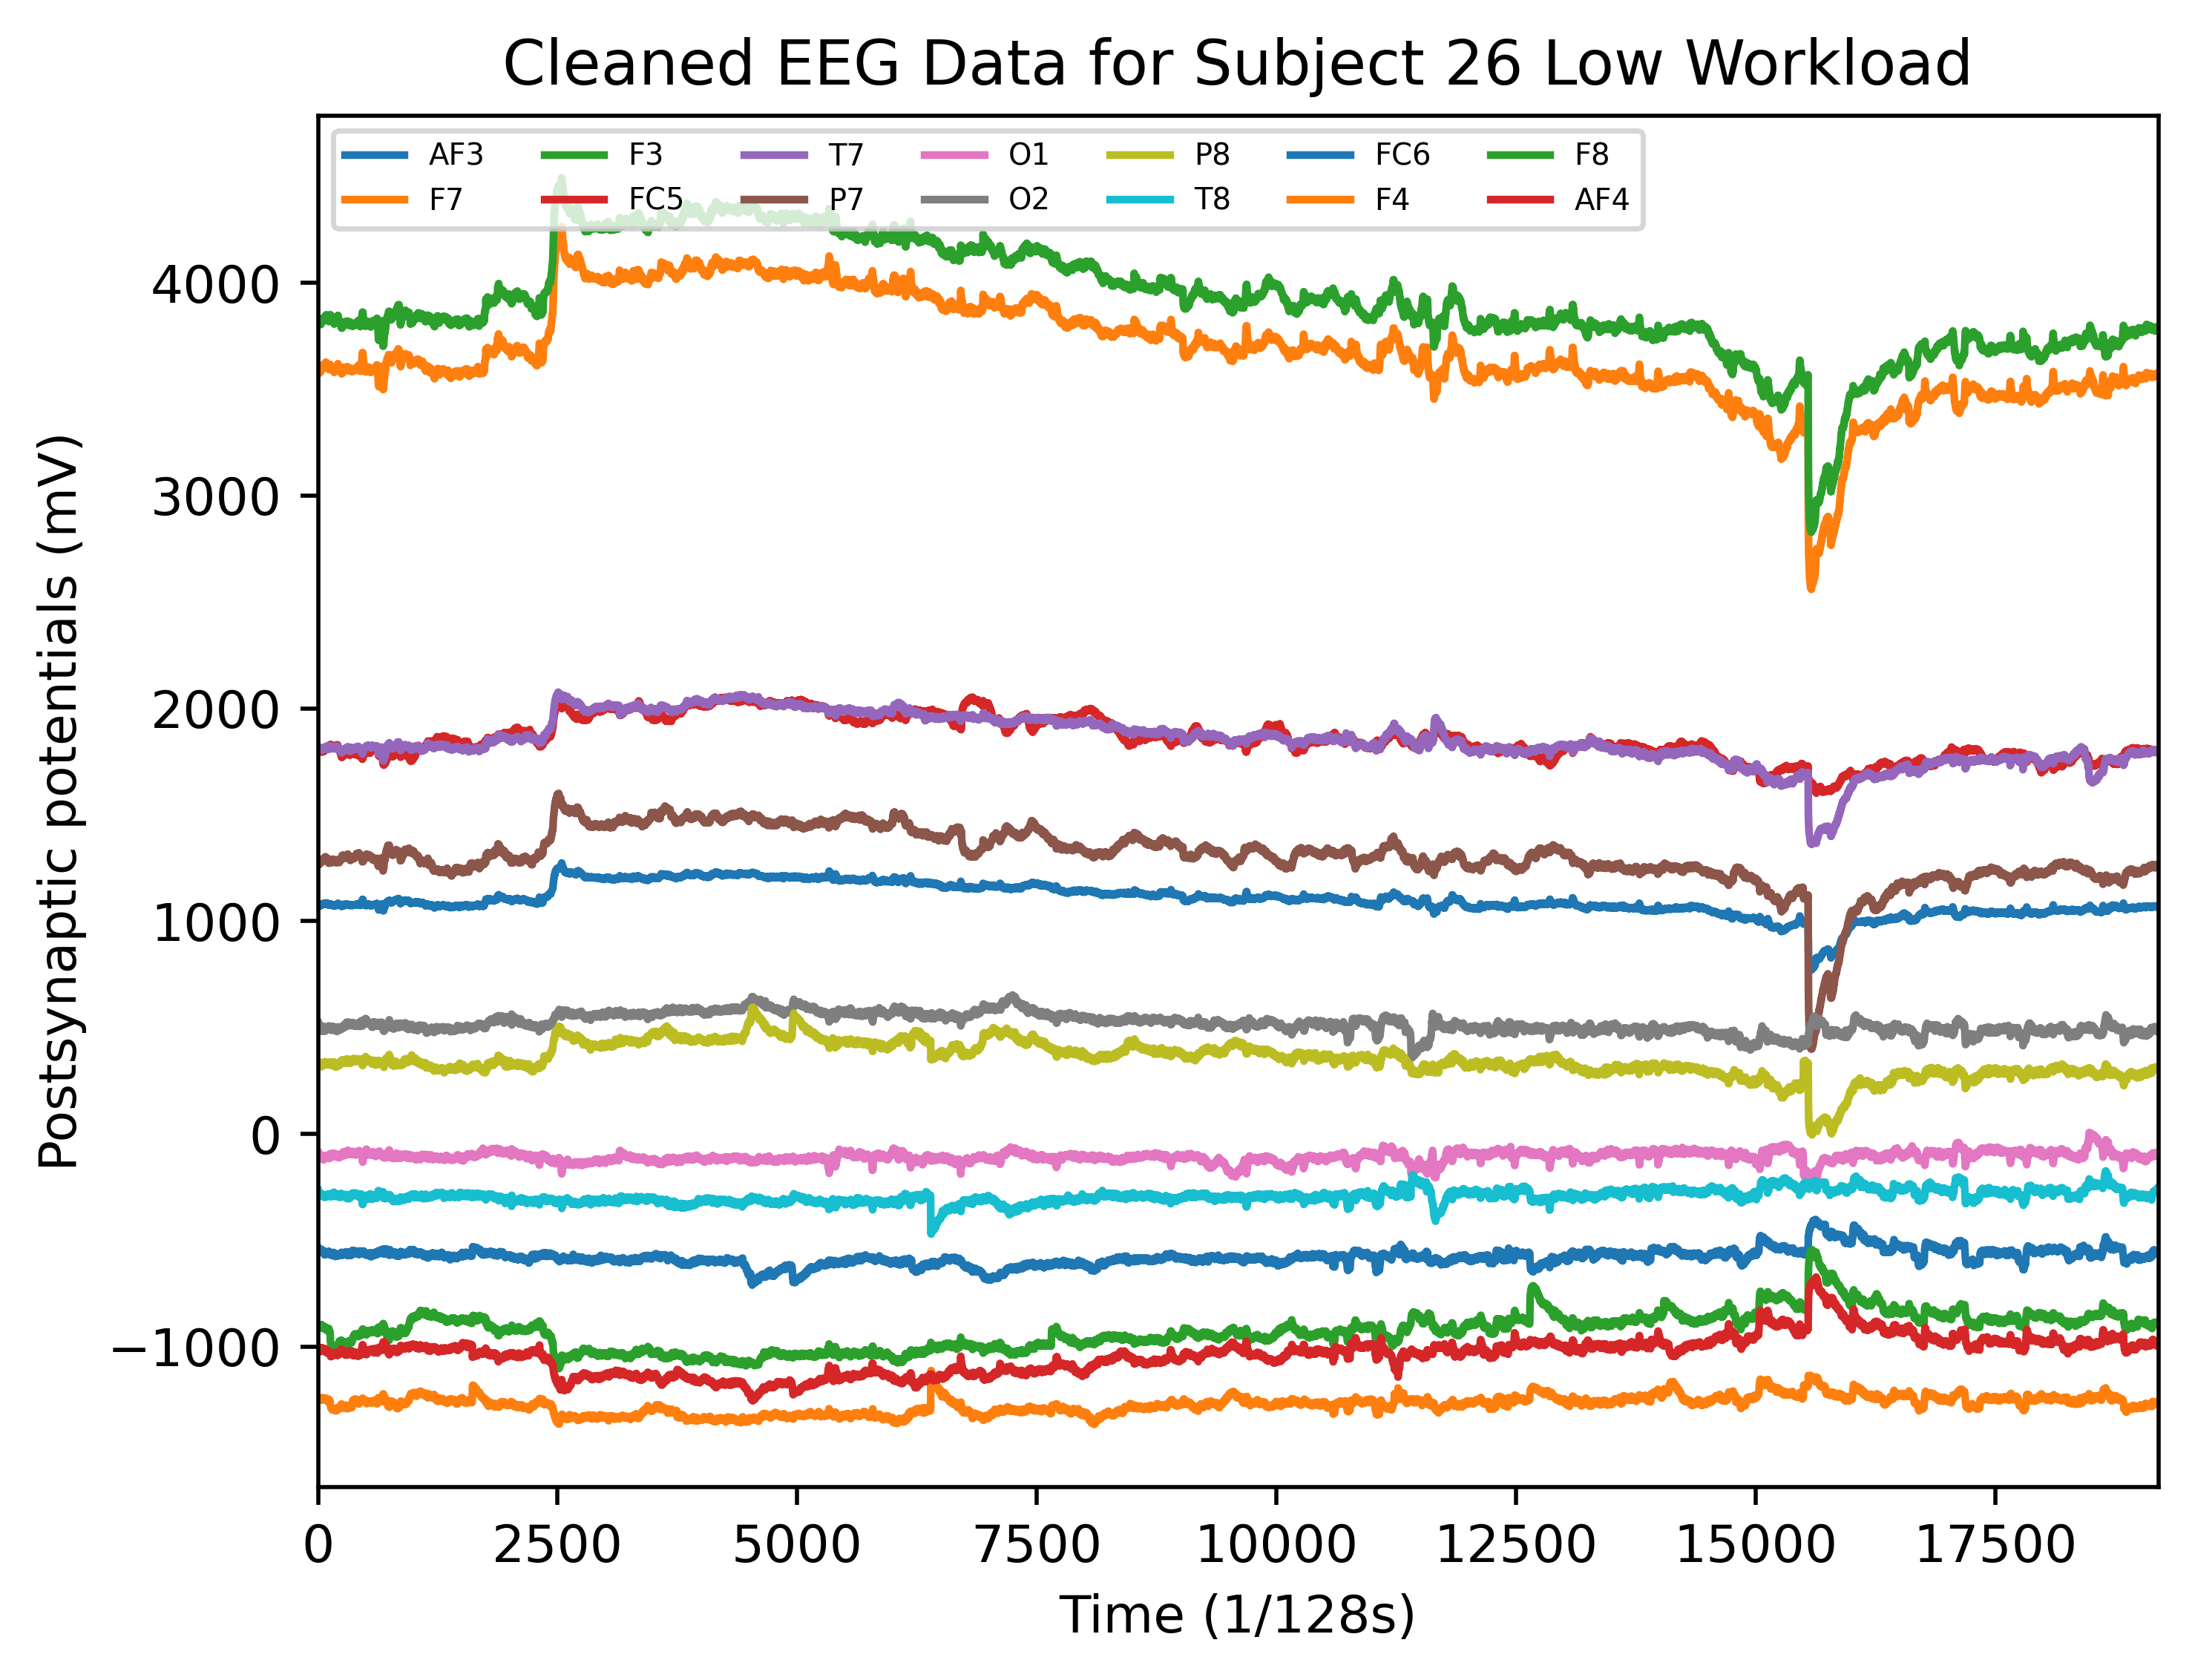 Cleaned EEG Data for Subject 26 Low Workload
AF3 F3 T7 O1 P8 FC6 F8
F7 FC5 P7 O2 T8 F4 AF4
4000
3000
2000
1000
0
−1000
Postsynaptic potentials (mV)
0 2500 5000 7500 10000 12500 15000 17500
Time (1/128s)